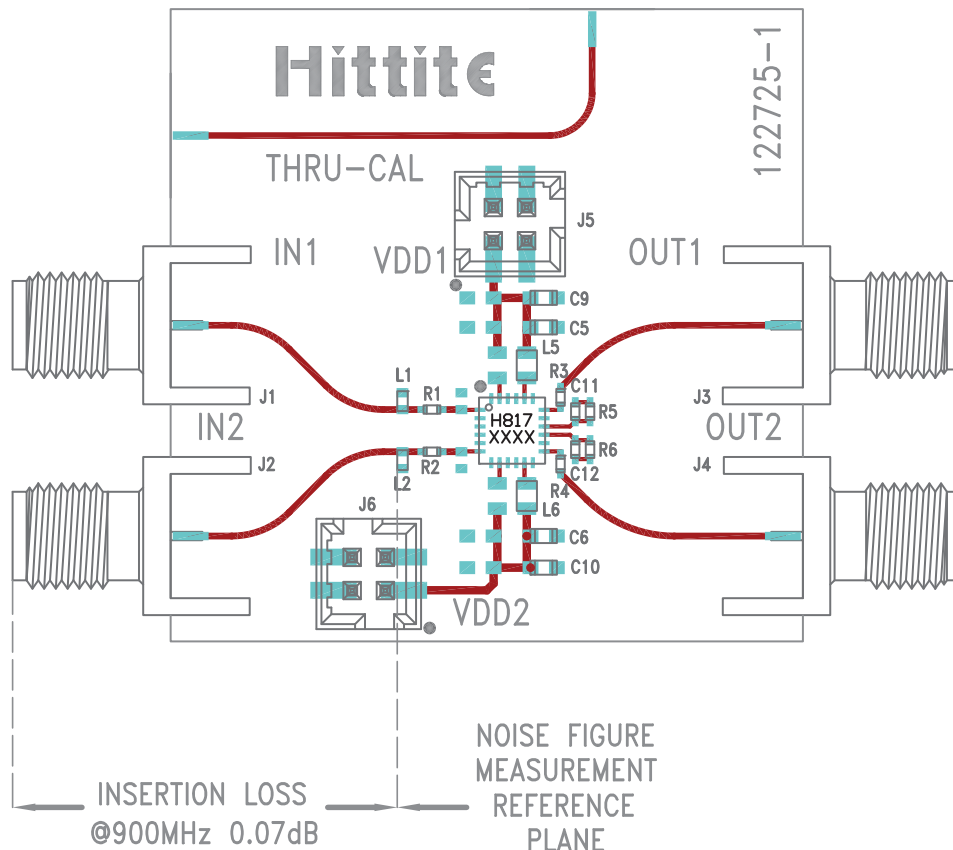 Hittite
122725-1
THRU-CAL
J5
IN1
VDD1
OUT1
C9
C5
L5
L1
R1
R3
C11
J1
J3
R5
H817
XXXX
IN2
OUT2
R6
J2
R2
L2
C12
J4
R4
L6
J6
C6
C10
VDD2
INSERTION LOSS
@900MHz 0.07dB
NOISE FIGURE
MEASUREMENT
REFERENCE
PLANE